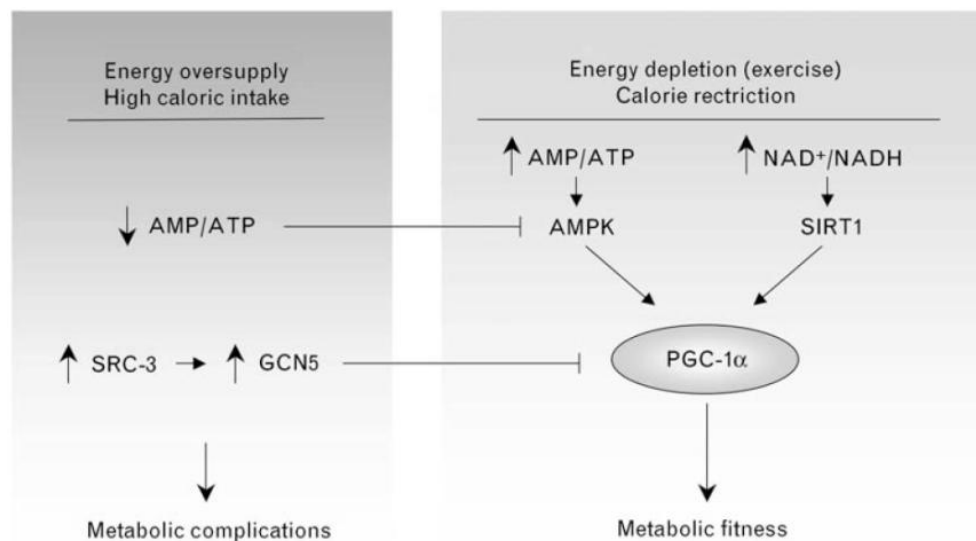 Energy oversupply
High caloric intake
AMP/ATP
SRC-3
GCN5
Metabolic complications
Energy depletion (exercise)
Calorie rectriction
AMP/ATP
NAD⁺/NADH
AMPK
SIRT1
PGC-1α
Metabolic fitness